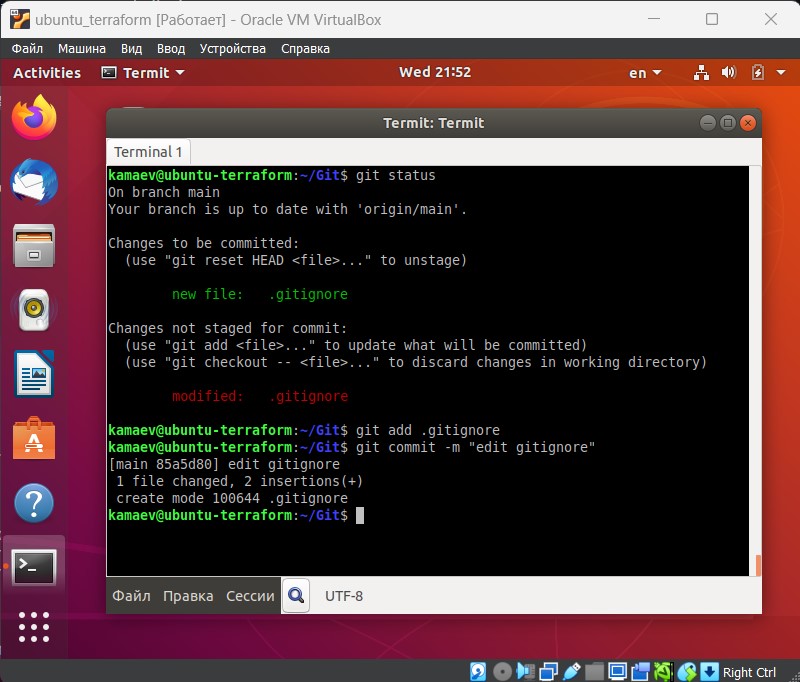 ubuntu_terraform [Работает] - Oracle VM VirtualBox
Файл Машина Вид Ввод Устройства Справка
Activities Termit Wed 21:52 en
Termit: Termit
Terminal 1
kamaev@ubuntu-terraform:~/Git$ git status
On branch main
Your branch is up to date with 'origin/main'.
Changes to be committed:
  (use "git reset HEAD <file>..." to unstage)
        new file:   .gitignore
Changes not staged for commit:
  (use "git add <file>..." to update what will be committed)
  (use "git checkout -- <file>..." to discard changes in working directory)
        modified:   .gitignore
kamaev@ubuntu-terraform:~/Git$ git add .gitignore
kamaev@ubuntu-terraform:~/Git$ git commit -m "edit gitignore"
[main 85a5d80] edit gitignore
 1 file changed, 2 insertions(+)
 create mode 100644 .gitignore
kamaev@ubuntu-terraform:~/Git$
Файл Правка Сессии UTF-8
Right Ctrl